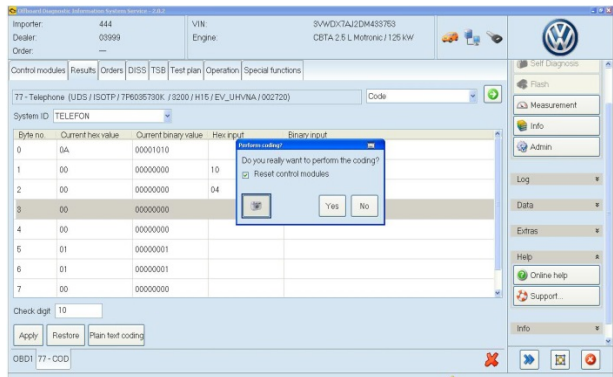 Offboard Diagnostic Information System Service - 2.0.2
Importer: 444 VIN: 3VWDX7AJ2DM433753
Dealer: 03999 Engine: CBTA 2.5 L Motronic / 125 kW
Order: ---
Control modules Results Orders DISS TSB Test plan Operation Special functions
77 - Telephone (UDS / ISOTP / 7P6035730K / 3200 / H15 / EV_UHVNA / 002720) Code
System ID TELEFON
Byte no. Current hex value Current binary value Hex input Binary input
0 0A 00001010
1 00 00000000 10
2 00 00000000 04
3 00 00000000
4 00 00000000
5 01 00000001
6 01 00000001
7 00 00000000
Perform coding?
Do you really want to perform the coding?
Reset control modules
Yes No
Check digit 10
Apply Restore Plain text coding
OBD1 77 - COD
Self Diagnosis
Flash
Measurement
Info
Admin
Log
Data
Extras
Help
Online help
Support...
Info